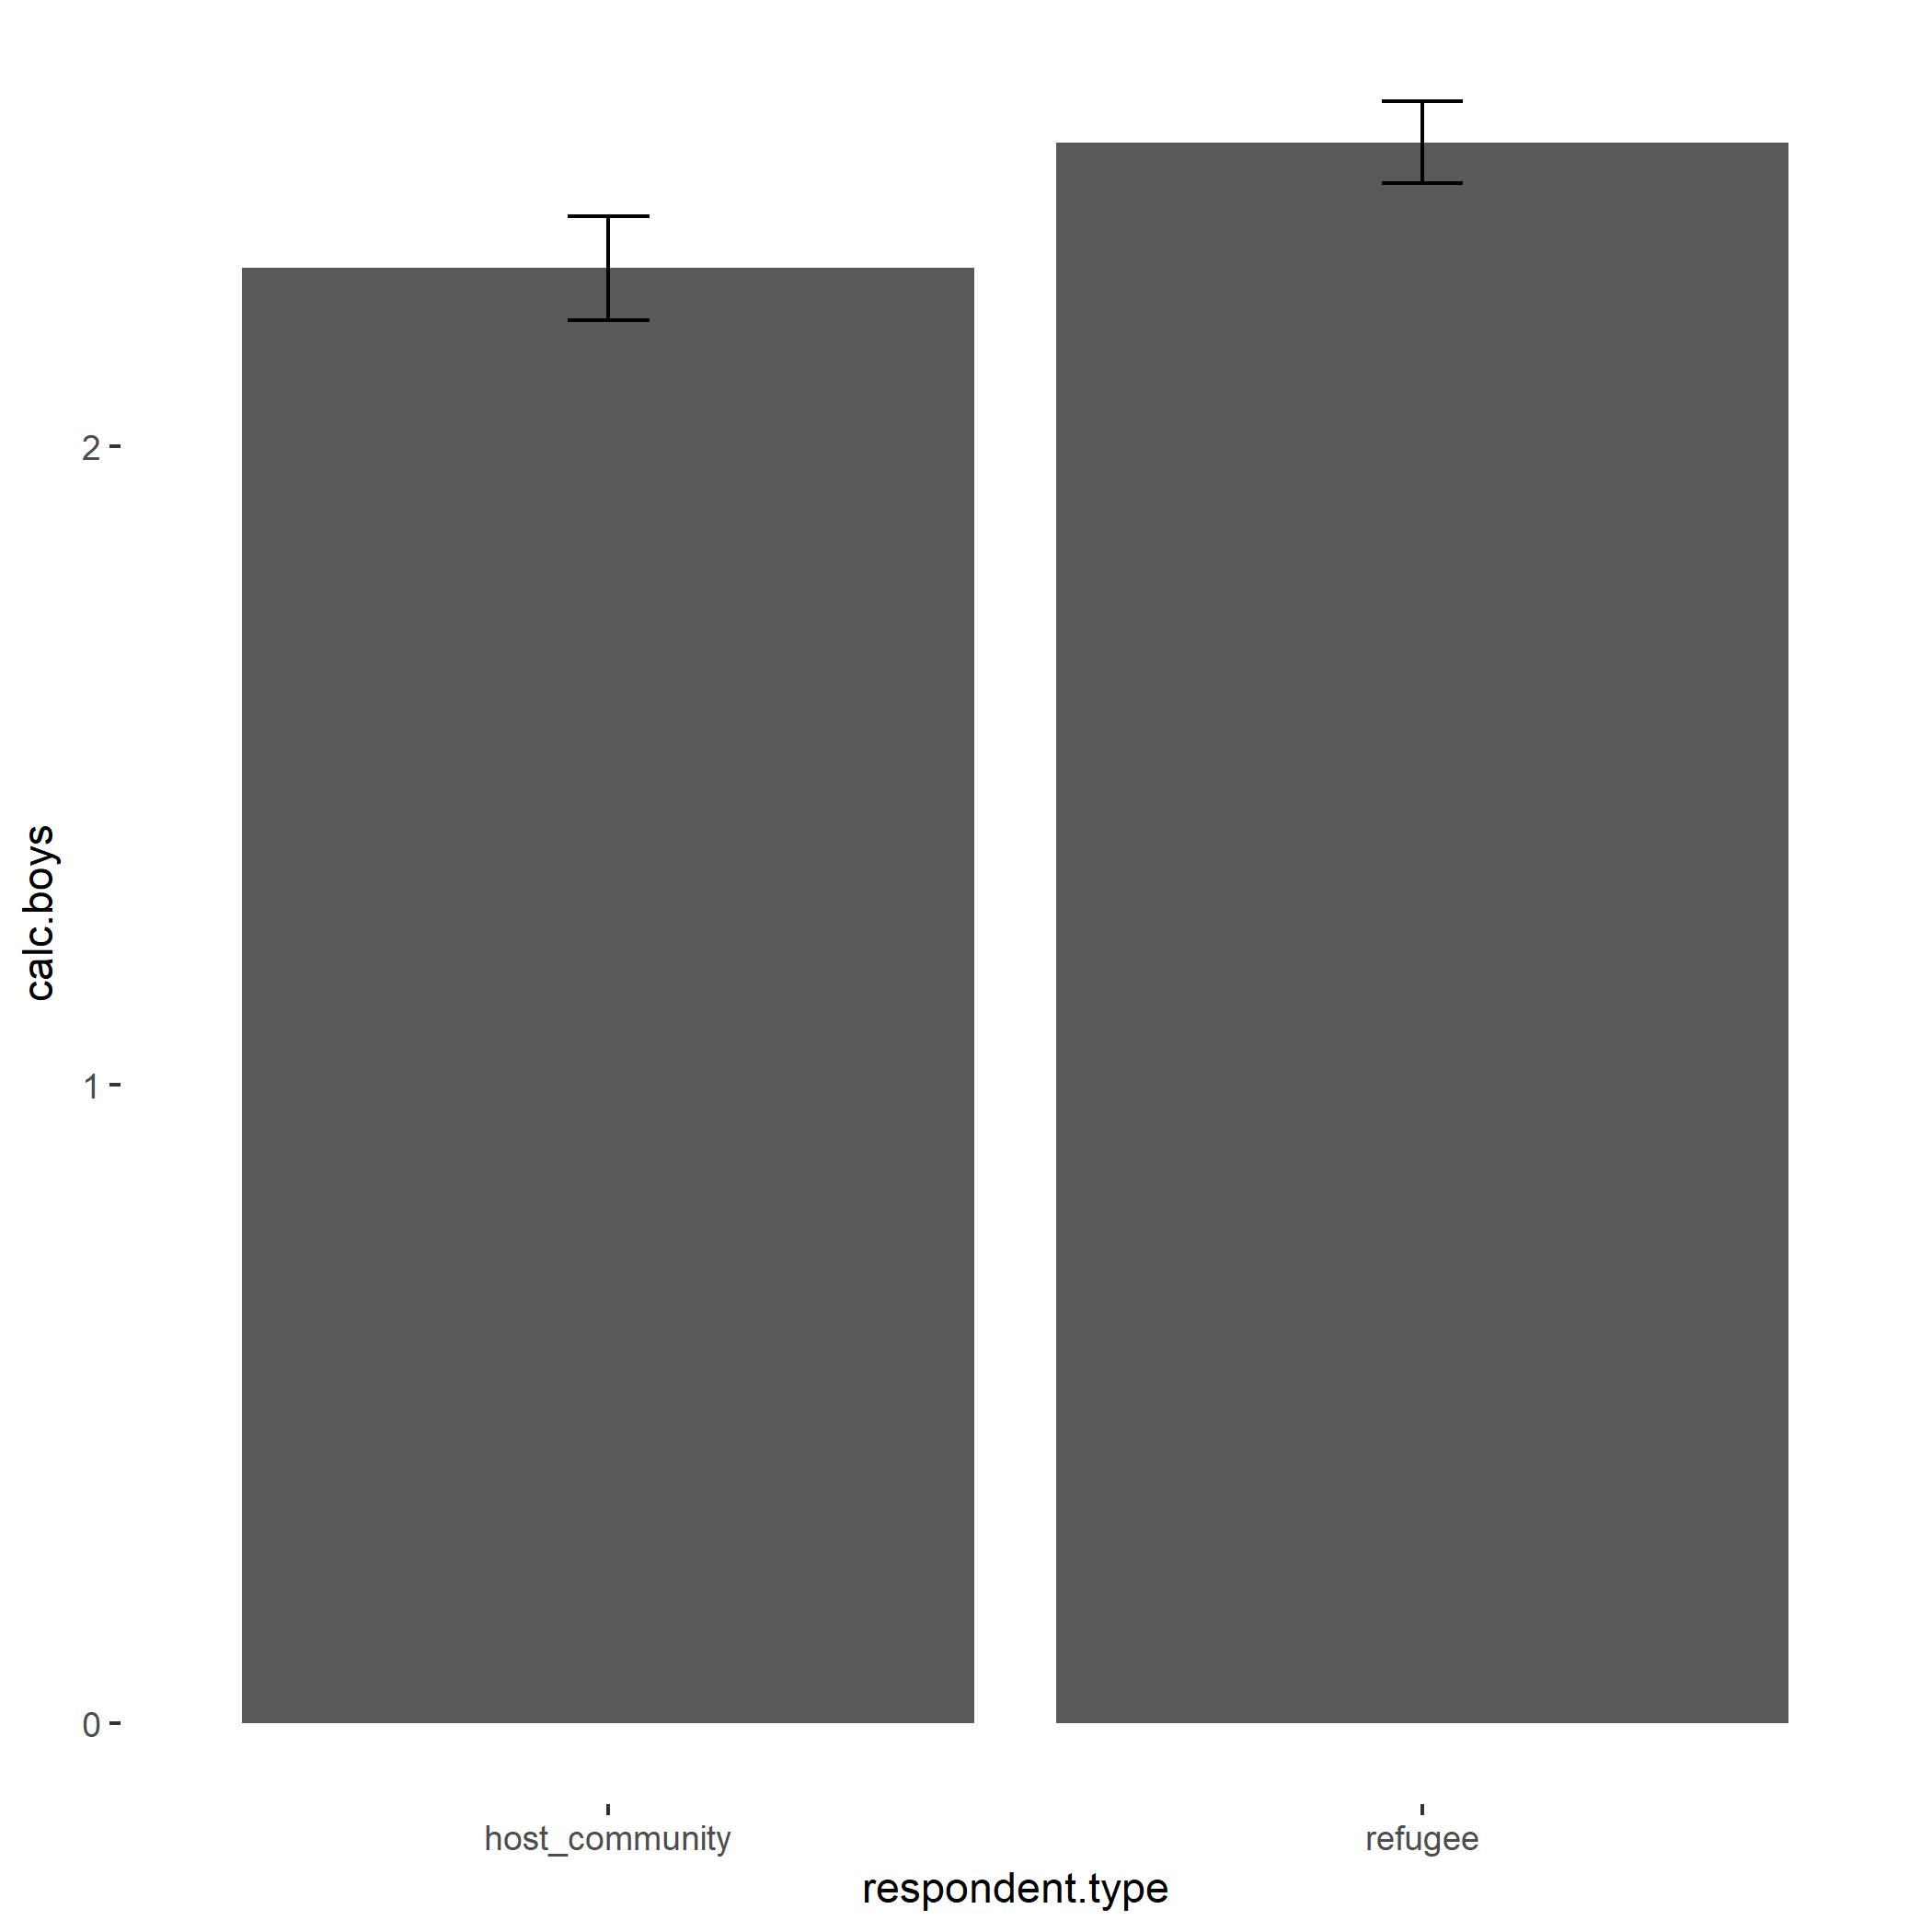 calc.boys
2
1
0
host_community refugee
respondent.type